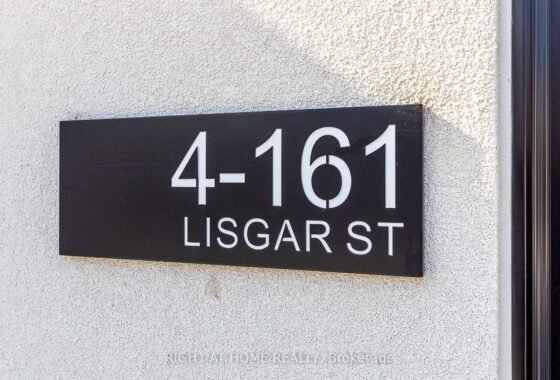 4-161
LISGAR ST
RIGHT AT HOME REALTY, Brokerage